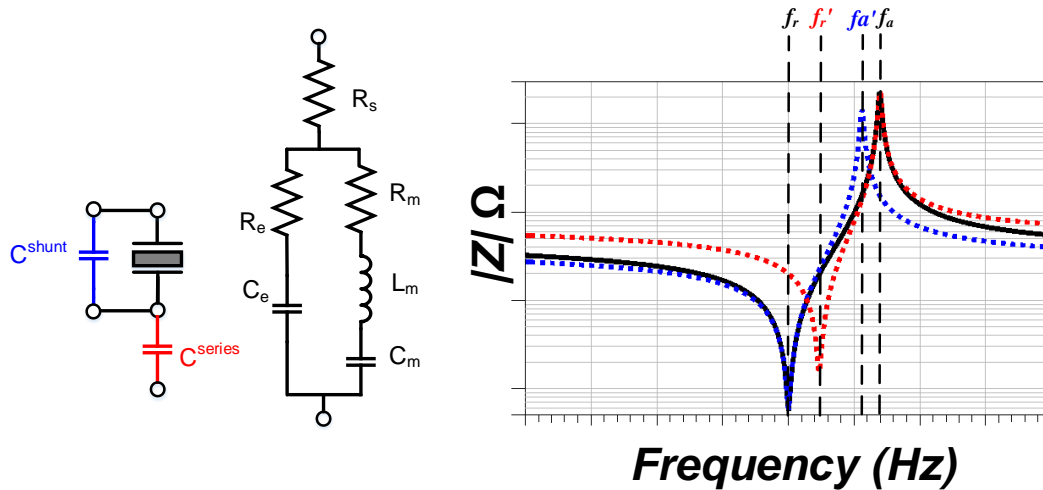 C^shunt
C^series
R_s
R_e
R_m
C_e
L_m
C_m
f_r f_r' fa' f_a
|Z| Ω
Frequency (Hz)